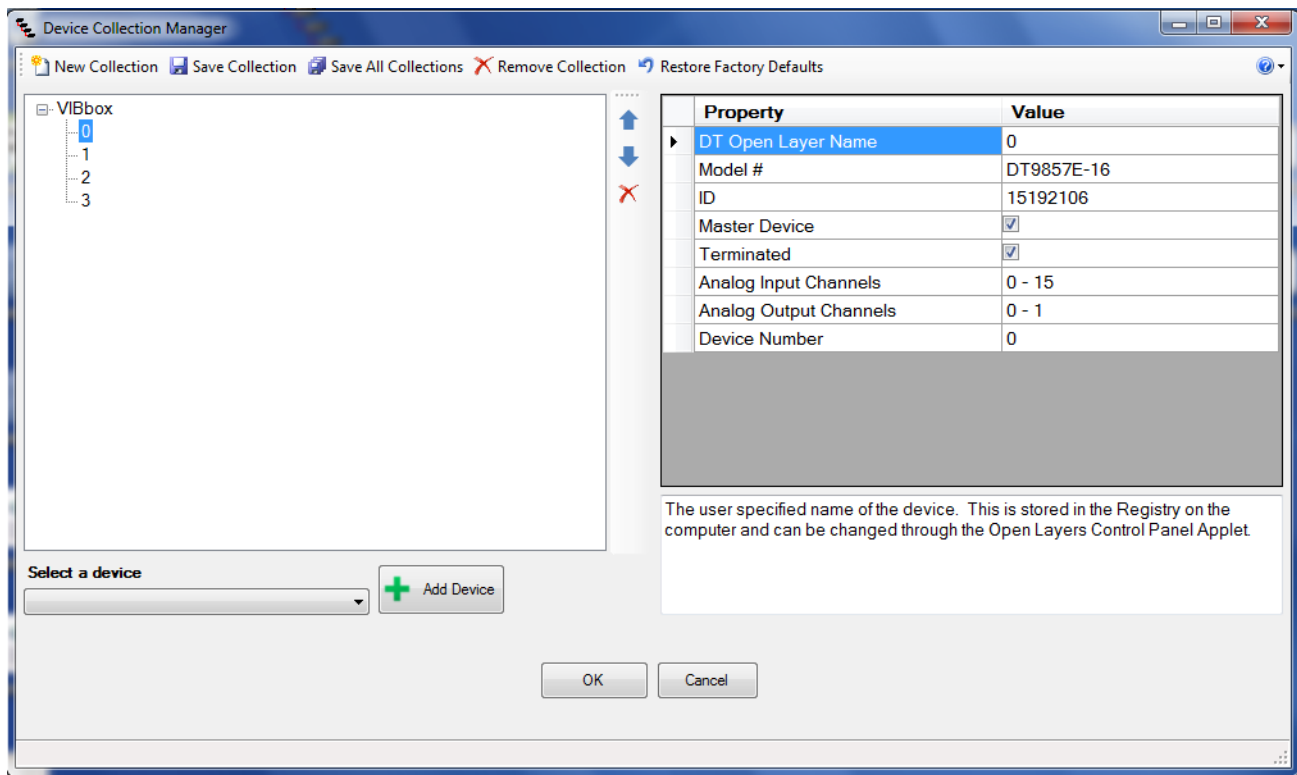 Device Collection Manager
New Collection Save Collection Save All Collections Remove Collection Restore Factory Defaults
VIBbox
0
1
2
3
Property Value
DT Open Layer Name 0
Model # DT9857E-16
ID 15192106
Master Device
Terminated
Analog Input Channels 0 - 15
Analog Output Channels 0 - 1
Device Number 0
The user specified name of the device. This is stored in the Registry on the
computer and can be changed through the Open Layers Control Panel Applet.
Select a device
Add Device
OK Cancel